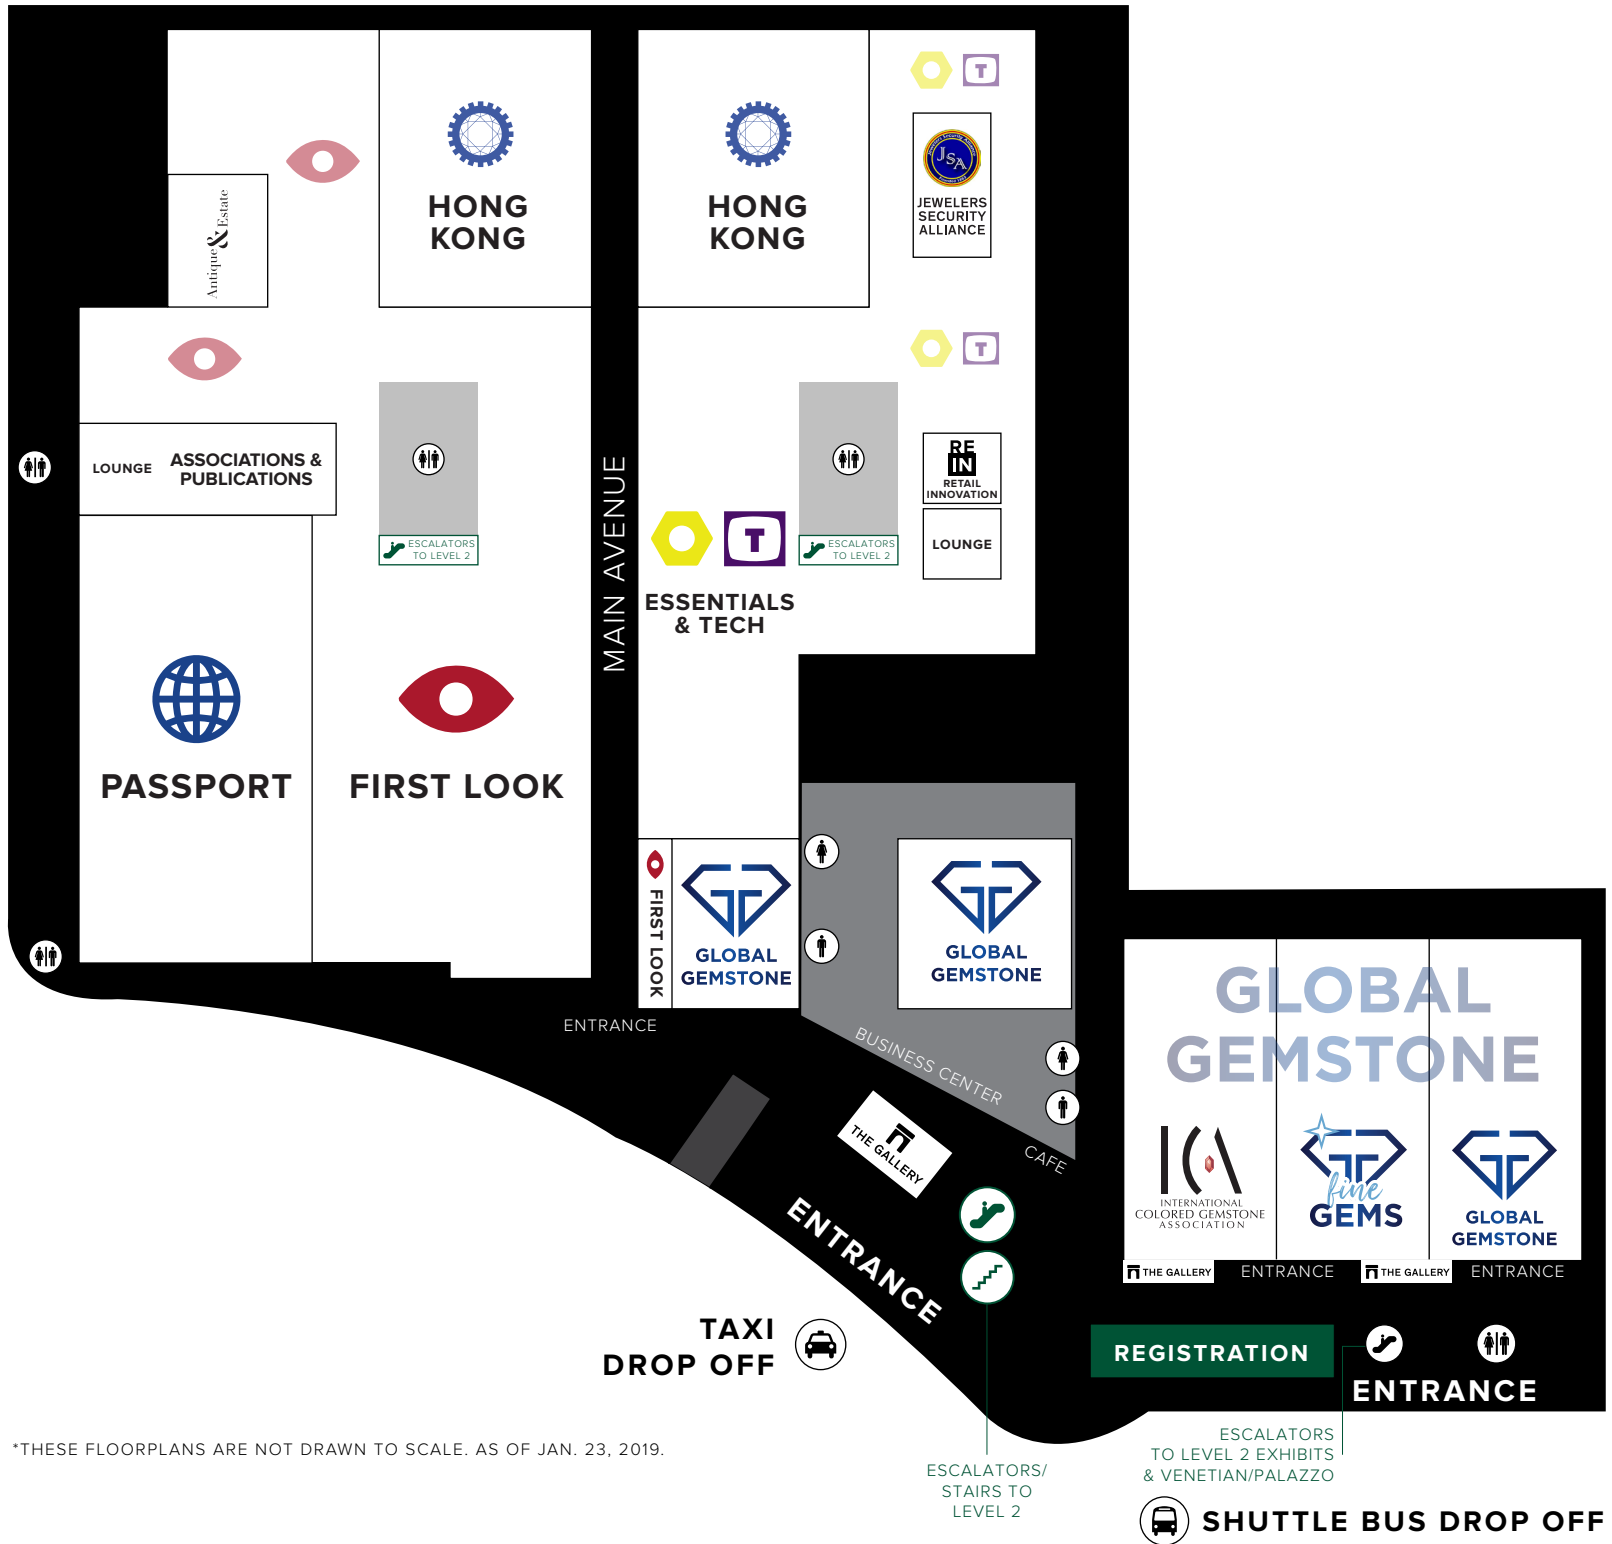 HONG
KONG
HONG
KONG
T
JSA
JEWELERS
SECURITY
ALLIANCE
Antique & Estate
T
LOUNGE
ASSOCIATIONS &
PUBLICATIONS
RE
IN
RETAIL
INNOVATION
LOUNGE
ESCALATORS
TO LEVEL 2
ESCALATORS
TO LEVEL 2
MAIN AVENUE
T
ESSENTIALS
& TECH
PASSPORT
FIRST LOOK
FIRST LOOK
GLOBAL
GEMSTONE
GLOBAL
GEMSTONE
ENTRANCE
BUSINESS CENTER
CAFE
THE GALLERY
ENTRANCE
GLOBAL
GEMSTONE
ICA
INTERNATIONAL
COLORED GEMSTONE
ASSOCIATION
fine
GEMS
GLOBAL
GEMSTONE
THE GALLERY
ENTRANCE
THE GALLERY
ENTRANCE
TAXI
DROP OFF
REGISTRATION
ENTRANCE
*THESE FLOORPLANS ARE NOT DRAWN TO SCALE. AS OF JAN. 23, 2019.
ESCALATORS/
STAIRS TO
LEVEL 2
ESCALATORS
TO LEVEL 2 EXHIBITS
& VENETIAN/PALAZZO
SHUTTLE BUS DROP OFF